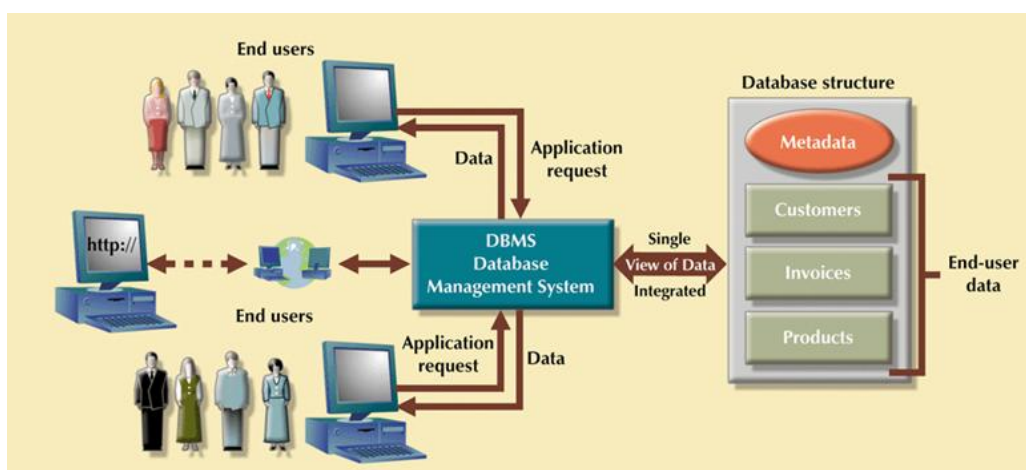 End users
Data
Application
request
http://
DBMS
Database
Management System
End users
Application
request
Data
Single
View of Data
Integrated
Database structure
Metadata
Customers
Invoices
Products
End-user
data